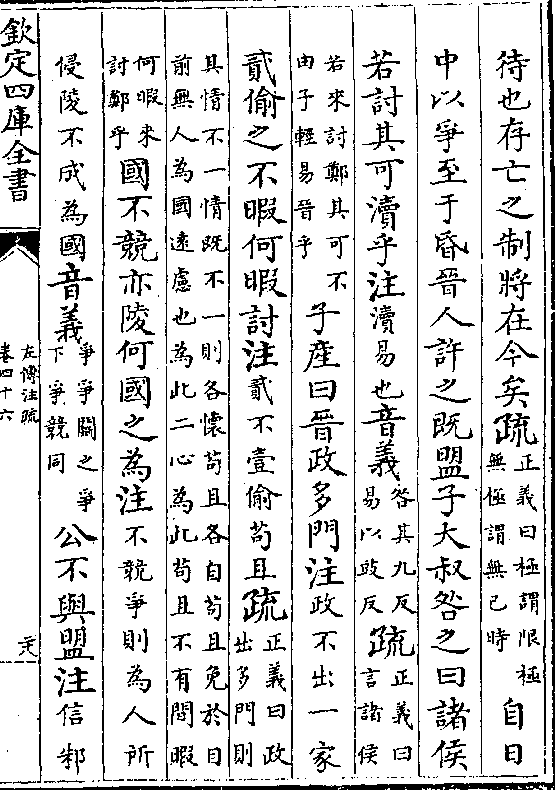 待也存亡之制將在今矣疏正義曰極謂限極無極謂無已時自日
中以爭至于昏晉人許之既盟子大叔咎之曰諸侯
若討其可瀆乎注瀆易也音義咎其九反易以豉反疏正義曰言諸侯
若來討鄭其可不由子輕易晉乎子產曰晉政多門注政不出一家
貳偷之不暇何暇討注貳不壹偷苟且疏正義曰政出多門則
其情不一情既不一則各懷苟且各自苟且免於目前無人為國遠慮也為此二心為此苟且不有閒暇
何暇來討鄭乎國不競亦陵何國之為注不競爭則為人所
侵陵不成為國音義爭爭鬬之爭下爭競同公不與盟注信邾
欽定四庫全書
左傳注疏
卷四十六